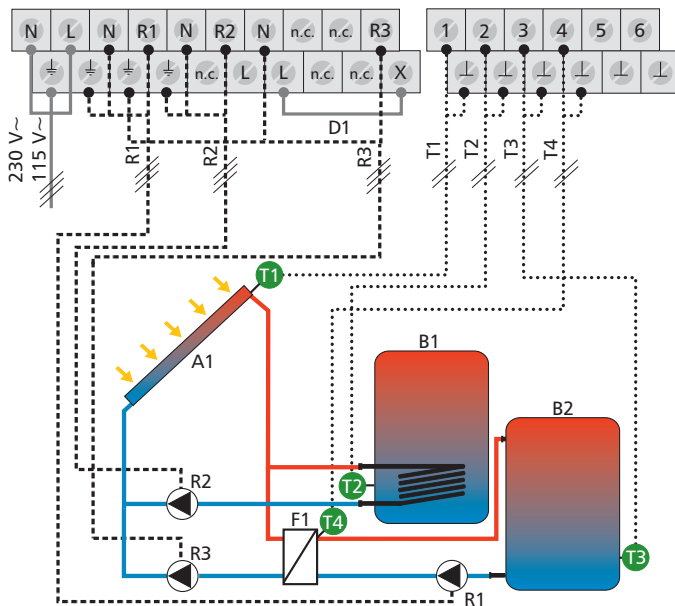 N L N R1 N R2 N n.c. n.c. R3
1 2 3 4 5 6
n.c. L L n.c. n.c. X
D1
230 V~
115 V~
R1
R2
R3
T1
T2
T3
T4
T1
A1
B1
B2
R2
T2
F1
T4
R3
R1
T3